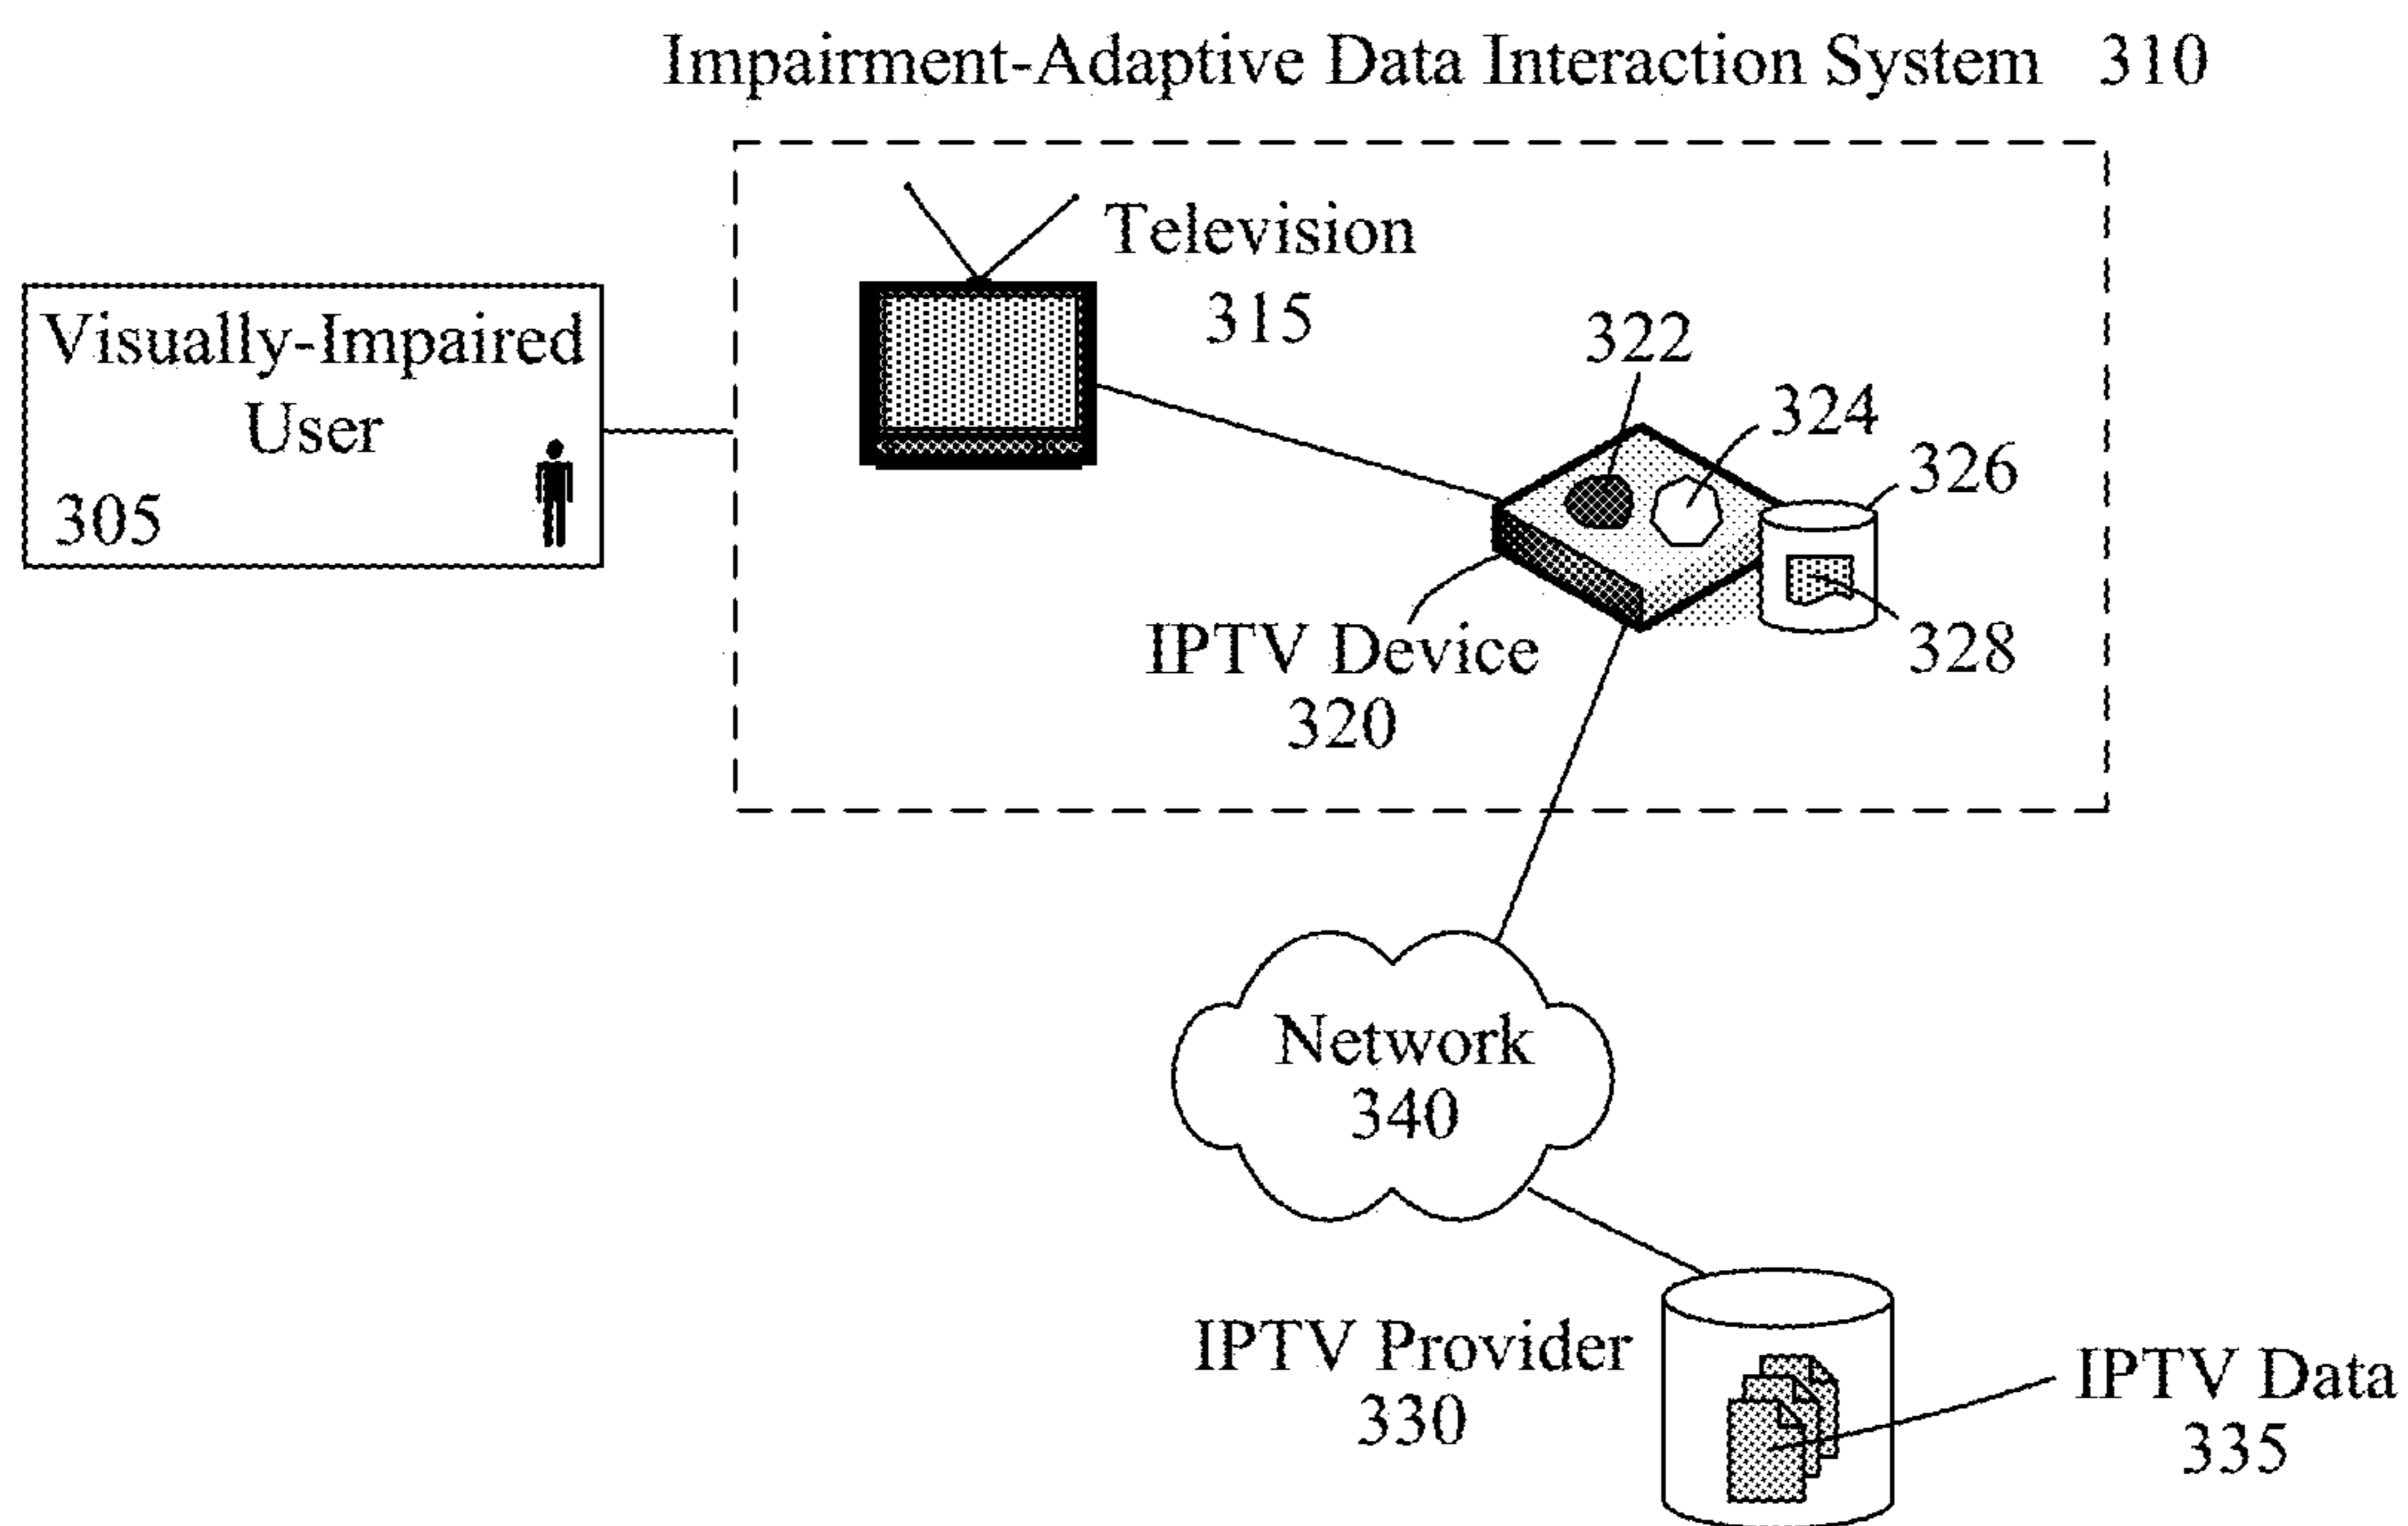 Impairment-Adaptive Data Interaction System 310
Television
315
Visually-Impaired
User
305
322
324
326
328
IPTV Device
320
Network
340
IPTV Provider
330
IPTV Data
335